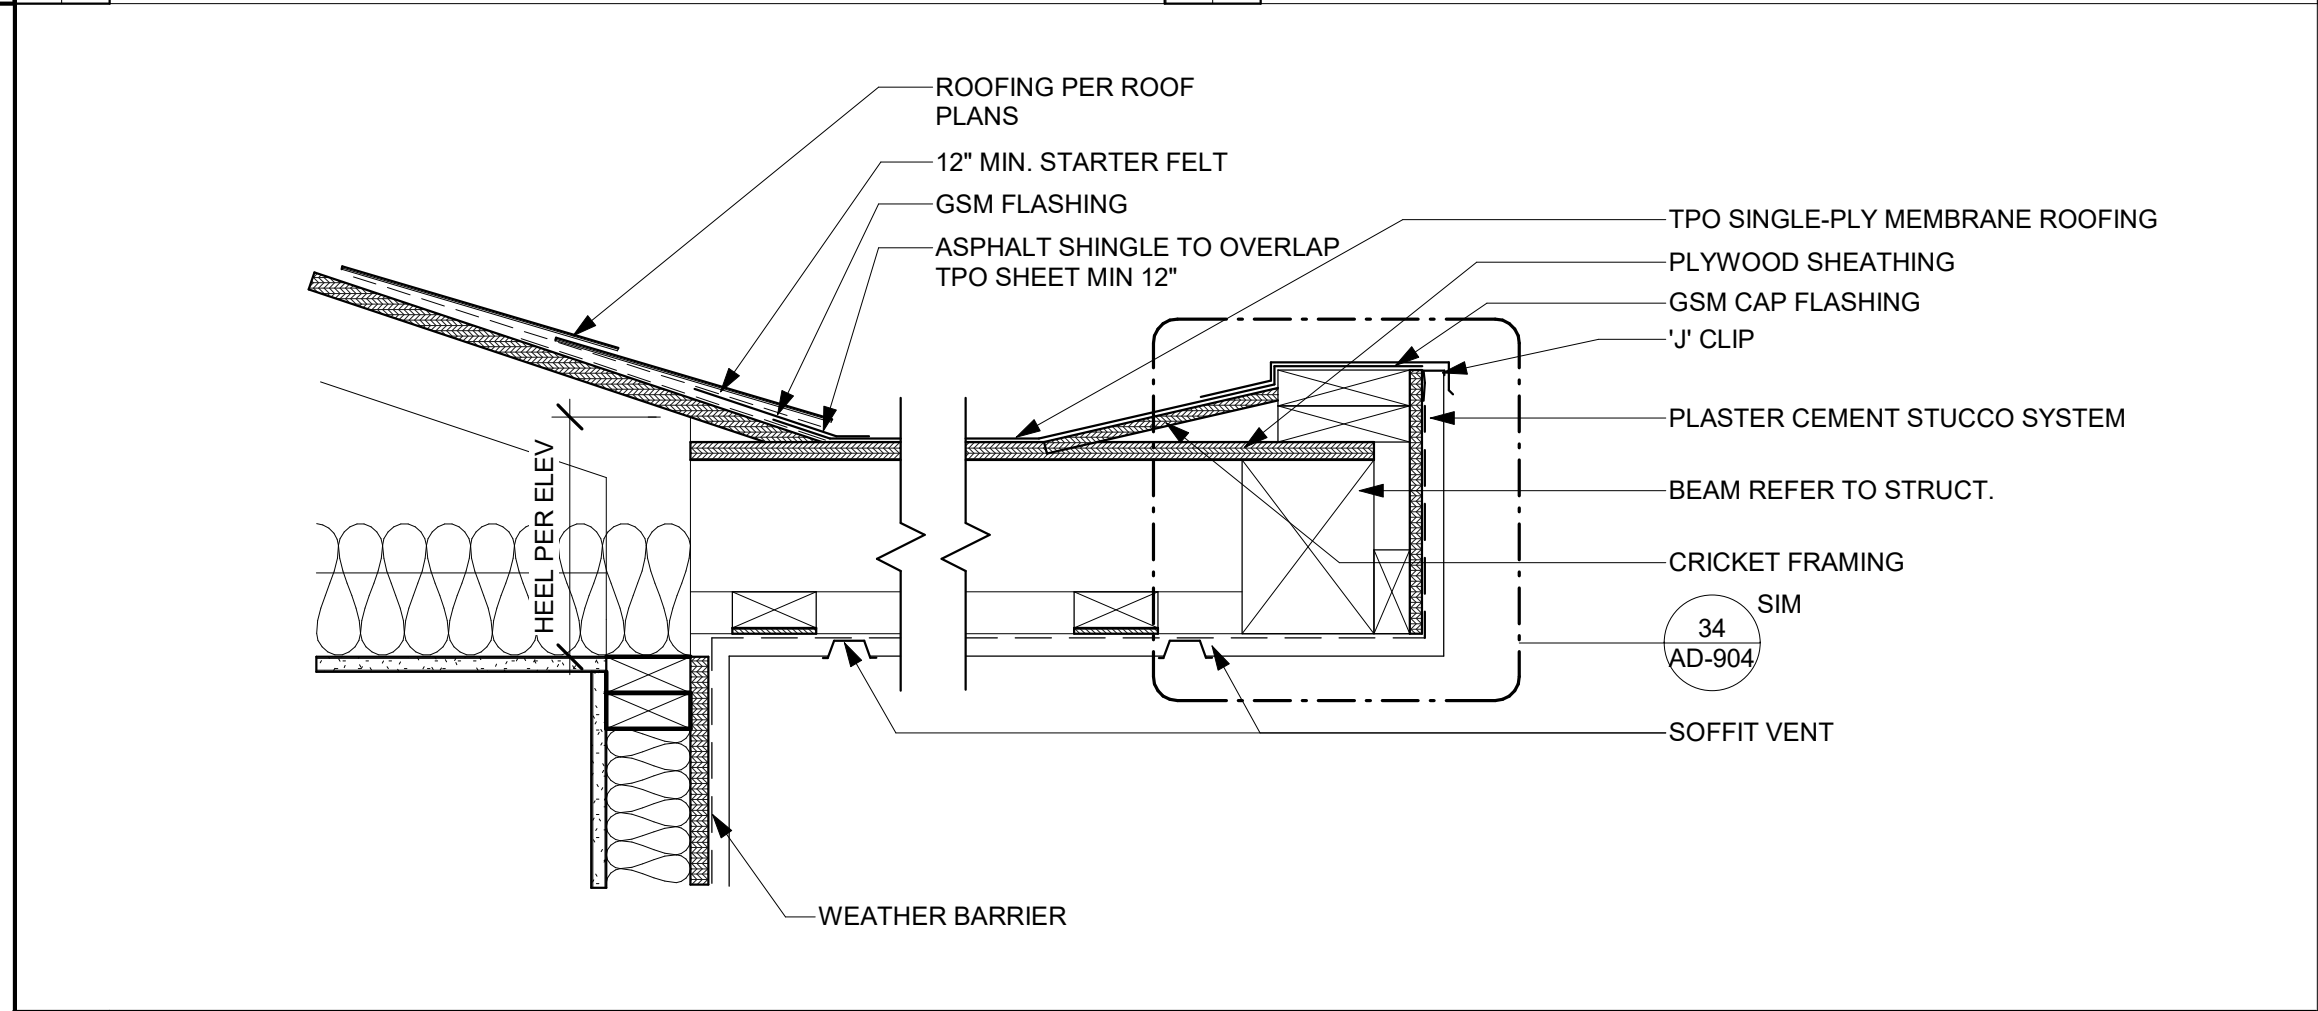 ROOFING PER ROOF
PLANS
12" MIN. STARTER FELT
GSM FLASHING
ASPHALT SHINGLE TO OVERLAP
TPO SHEET MIN 12"
TPO SINGLE-PLY MEMBRANE ROOFING
PLYWOOD SHEATHING
GSM CAP FLASHING
'J' CLIP
PLASTER CEMENT STUCCO SYSTEM
BEAM REFER TO STRUCT.
CRICKET FRAMING
SIM
34
AD-904
SOFFIT VENT
HEEL PER ELEV
WEATHER BARRIER